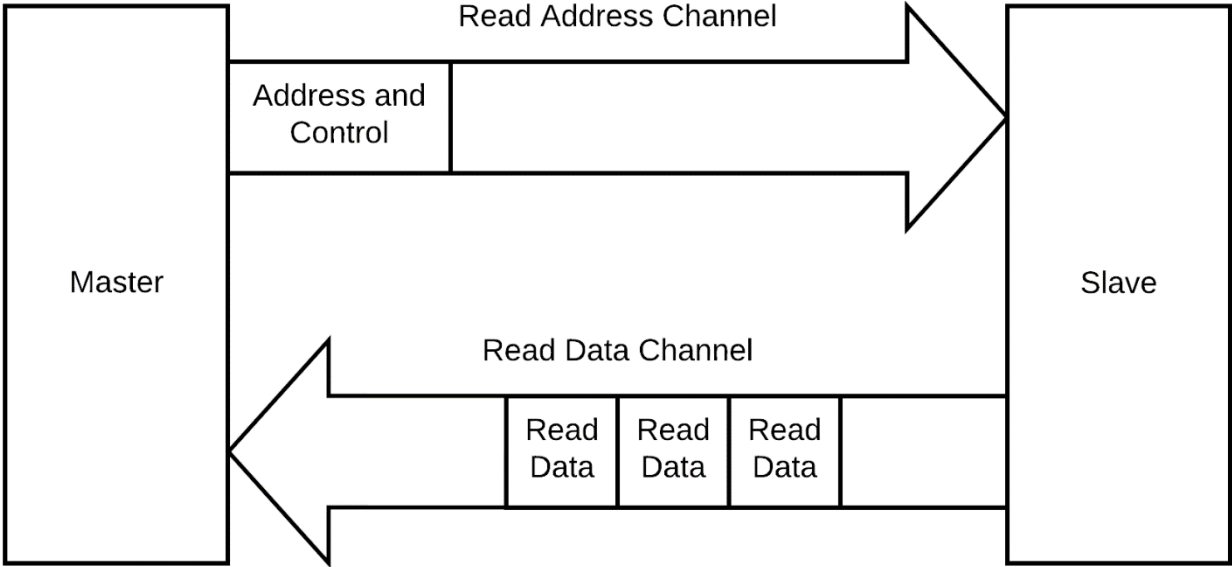 Read Address Channel
Address and
Control
Master
Slave
Read Data Channel
Read
Data
Read
Data
Read
Data